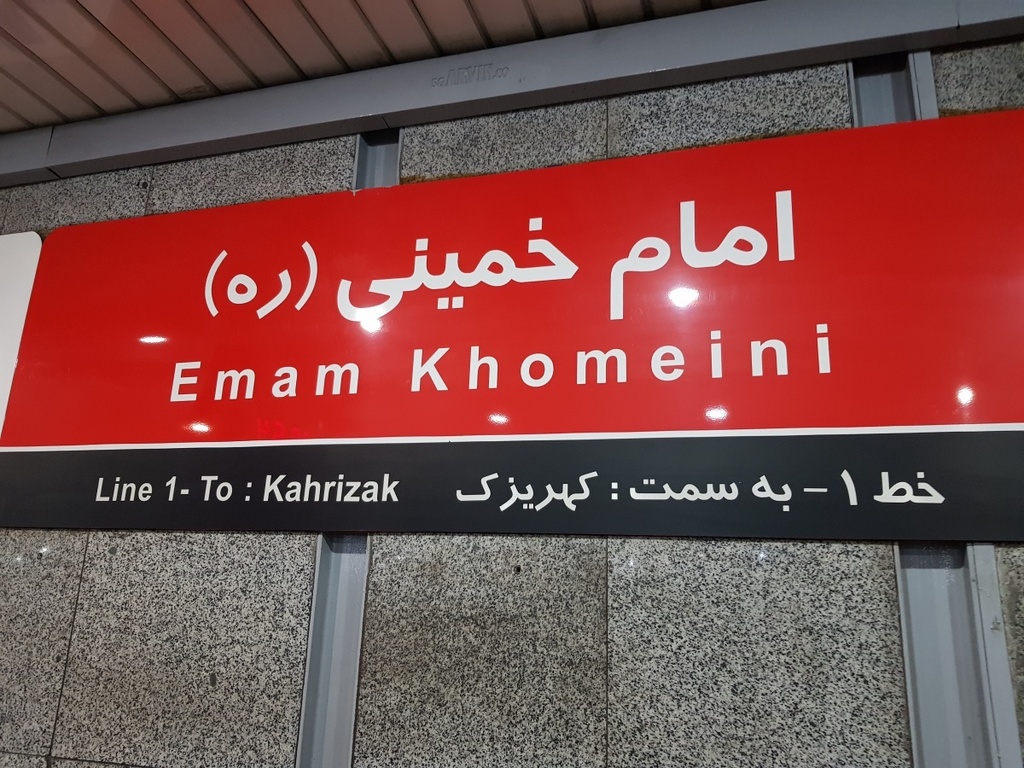 امام خمینی (ره)
Emam Khomeini
Line 1- To : Kahrizak
خط ۱ – به سمت : کهریزک